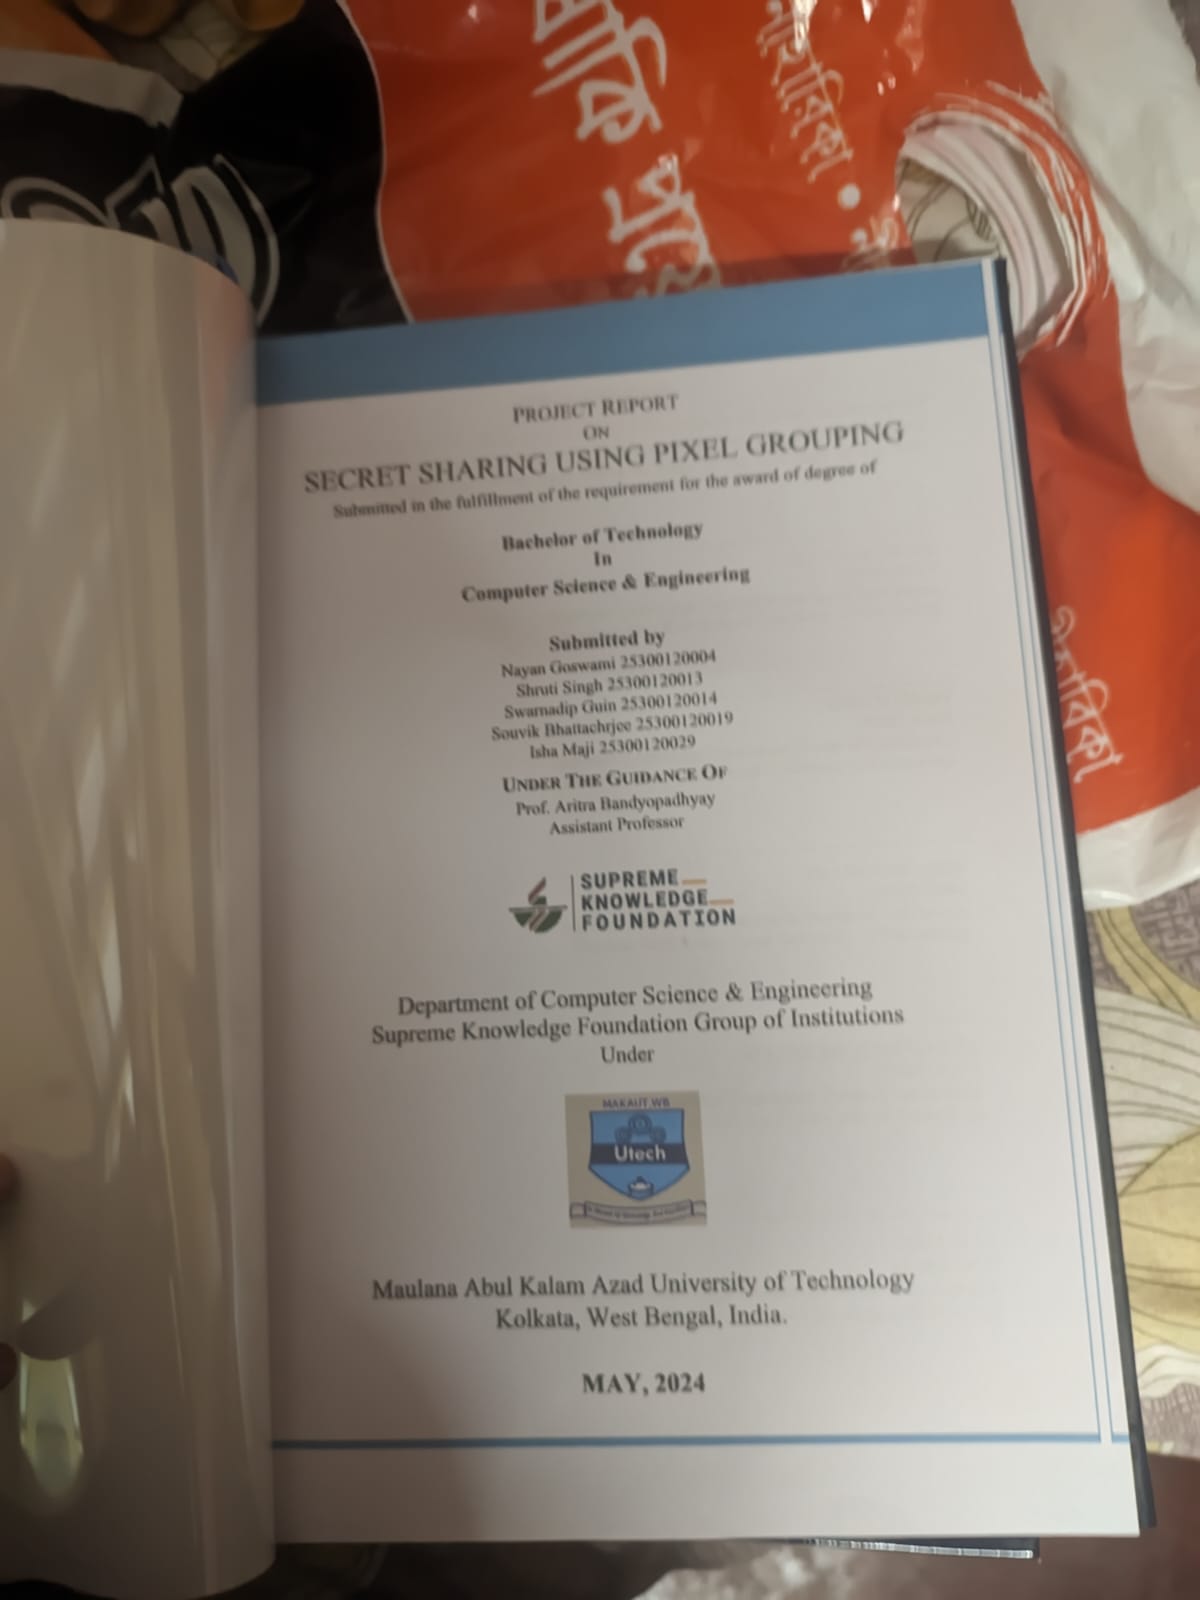 নারায়িকা
PROJECT REPORT
ON
SECRET SHARING USING PIXEL GROUPING
Submitted in the fulfillment of the requirement for the award of degree of
Bachelor of Technology
In
Computer Science & Engineering
Submitted by
Nayan Goswami 25300120004
Shruti Singh 25300120013
Swarnadip Guin 25300120014
Souvik Bhattachrjee 25300120019
Isha Maji 25300120029
UNDER THE GUIDANCE OF
Prof. Aritra Bandyopadhyay
Assistant Professor
SUPREME
KNOWLEDGE
FOUNDATION
Department of Computer Science & Engineering
Supreme Knowledge Foundation Group of Institutions
Under
MAKAUT WB
Utech
Maulana Abul Kalam Azad University of Technology
Kolkata, West Bengal, India.
MAY, 2024